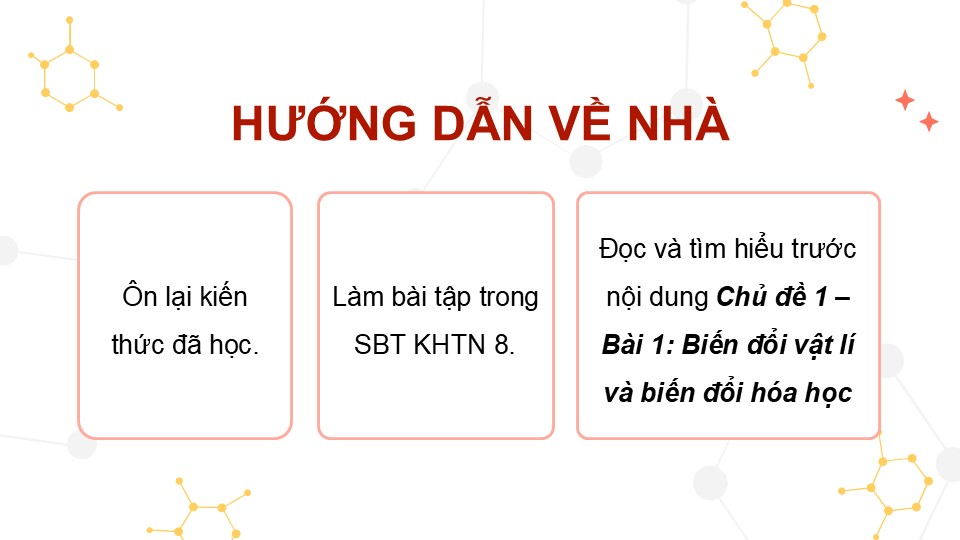 HƯỚNG DẪN VỀ NHÀ
Ôn lại kiến
thức đã học.
Làm bài tập trong
SBT KHTN 8.
Đọc và tìm hiểu trước
nội dung Chủ đề 1 –
Bài 1: Biến đổi vật lí
và biến đổi hóa học